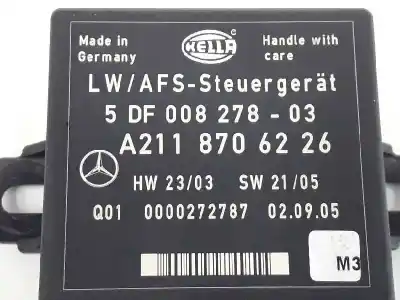 Made in
Germany
HELLA
Handle with
care
LW/AFS-Steuergerät
5 DF 008 278 - 03
A211 870 62 26
HW 23/03 SW 21/05
Q01 0000272787 02.09.05
M3